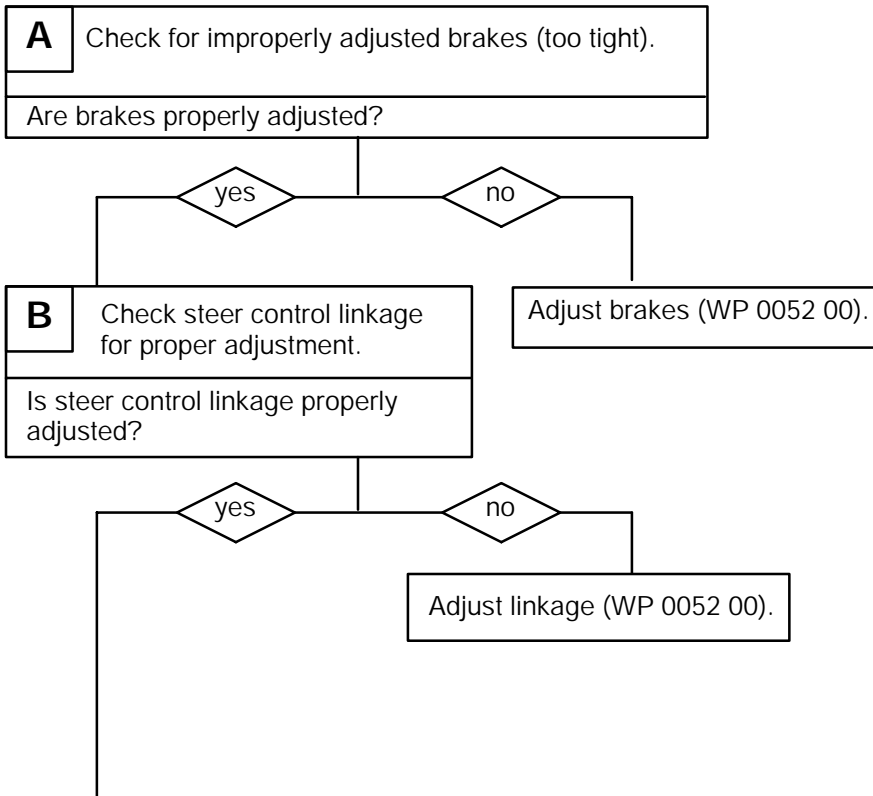 A
Check for improperly adjusted brakes (too tight).
Are brakes properly adjusted?
yes
no
B
Check steer control linkage
for proper adjustment.
Adjust brakes (WP 0052 00).
Is steer control linkage properly
adjusted?
yes
no
Adjust linkage (WP 0052 00).